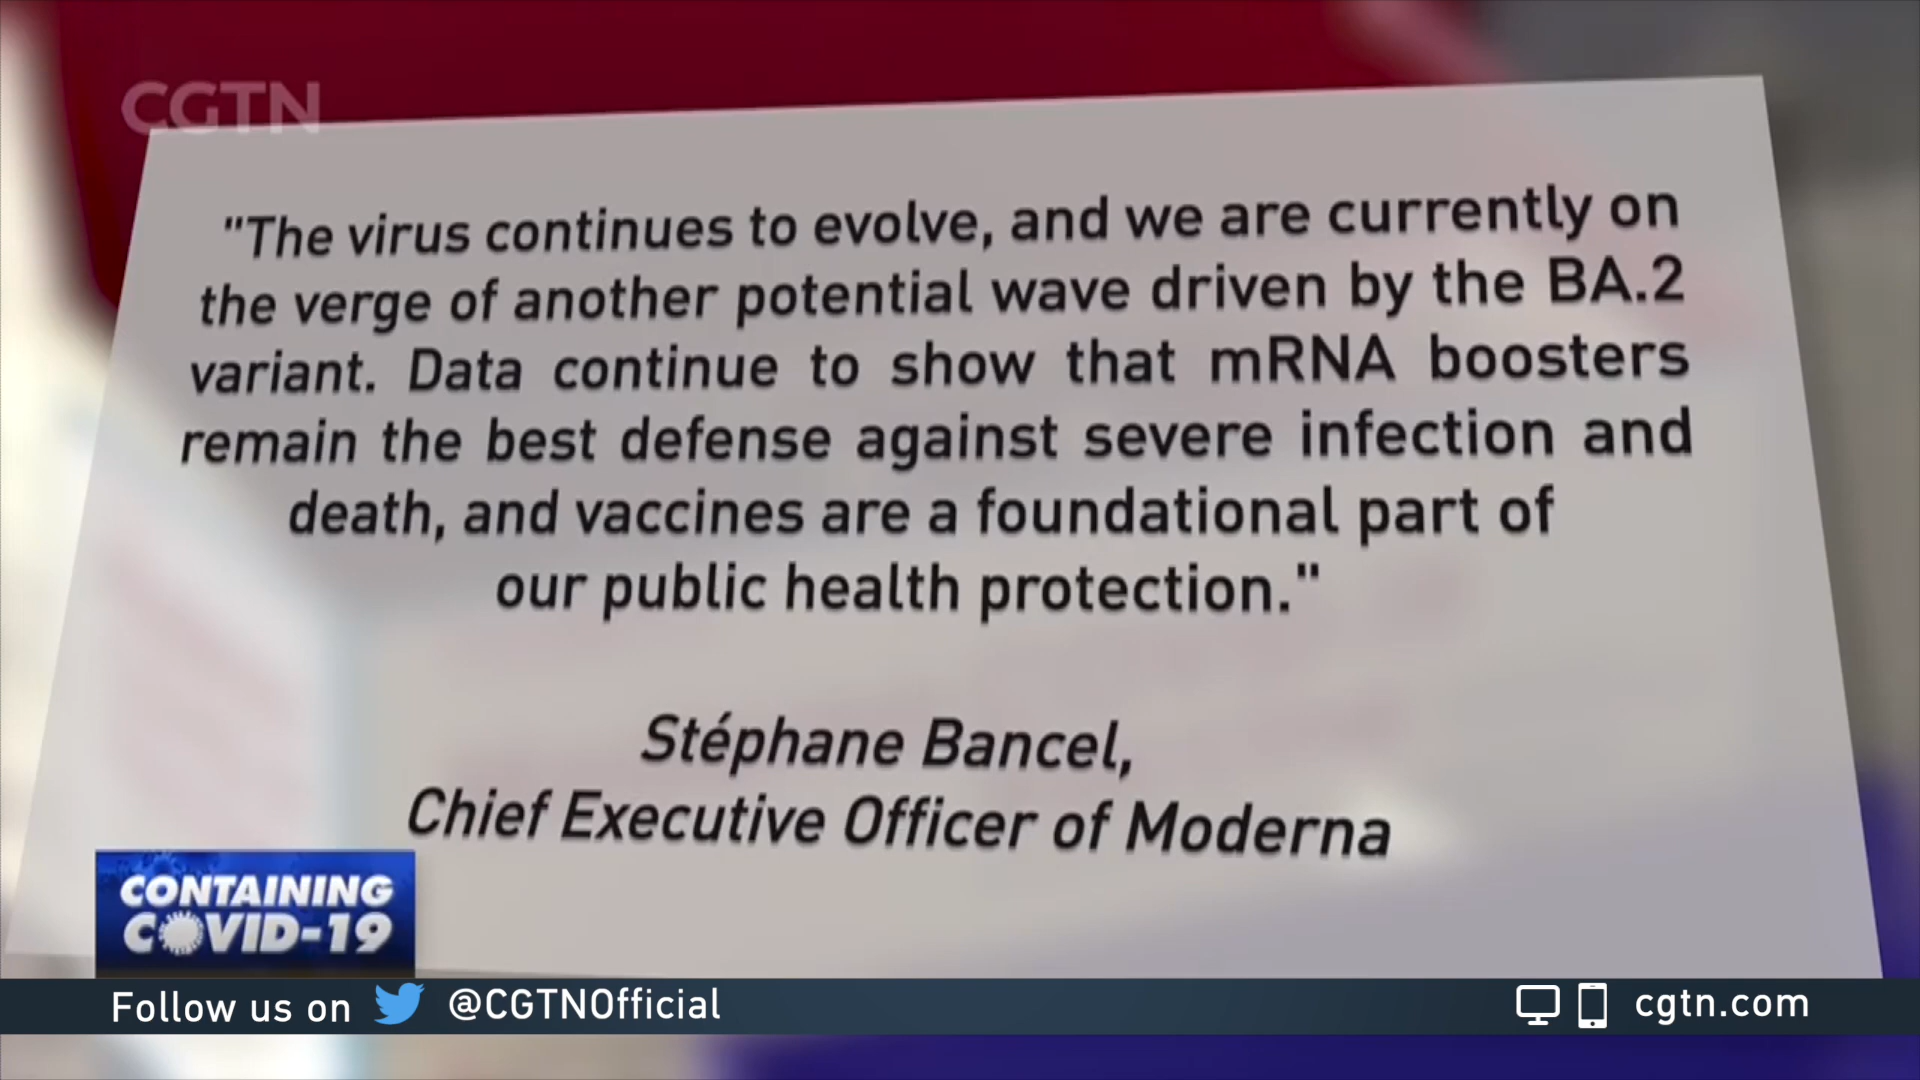 CGTN
"The virus continues to evolve, and we are currently on
the verge of another potential wave driven by the BA.2
variant. Data continue to show that mRNA boosters
remain the best defense against severe infection and
death, and vaccines are a foundational part of
our public health protection."
Stéphane Bancel,
Chief Executive Officer of Moderna
CONTAINING
COVID-19
Follow us on @CGTNOfficial
cgtn.com